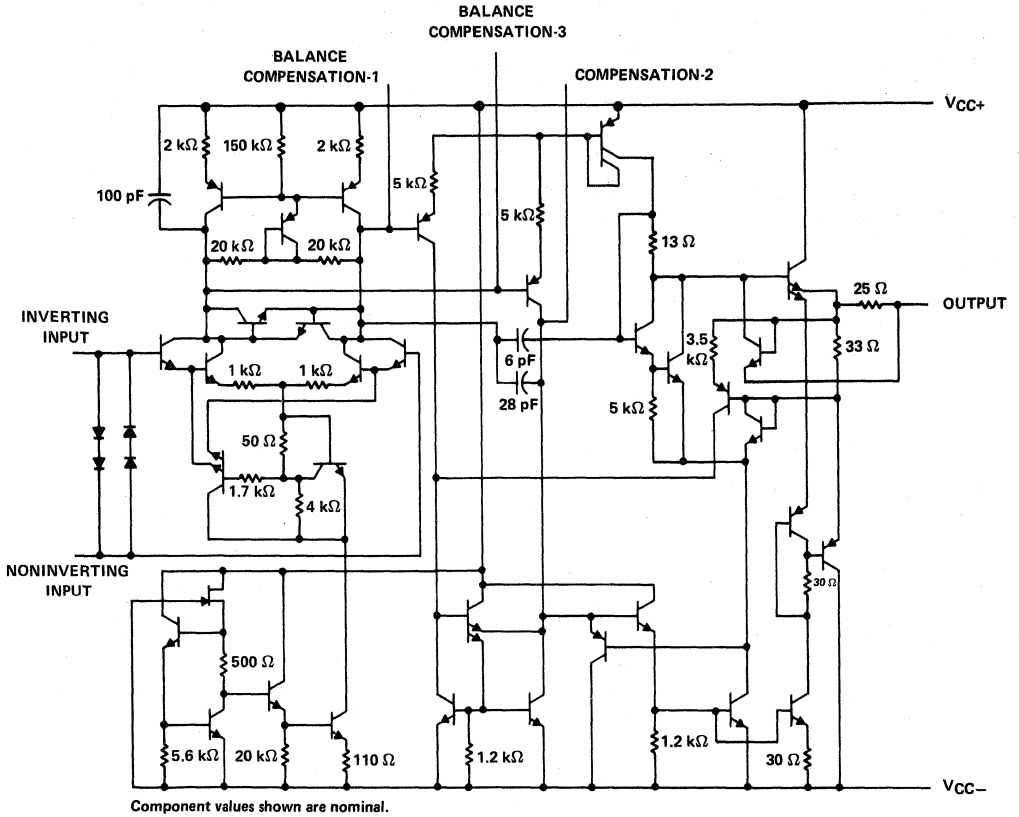 BALANCE
COMPENSATION-3
BALANCE
COMPENSATION-1
COMPENSATION-2
VCC+
2 kΩ
150 kΩ
2 kΩ
5 kΩ
100 pF
5 kΩ
13 Ω
20 kΩ
20 kΩ
25 Ω
OUTPUT
INVERTING
INPUT
3.5
kΩ
33 Ω
6 pF
1 kΩ
1 kΩ
28 pF
5 kΩ
50 Ω
1.7 kΩ
4 kΩ
NONINVERTING
INPUT
30 Ω
500 Ω
5.6 kΩ
20 kΩ
110 Ω
1.2 kΩ
1.2 kΩ
30 Ω
VCC−
Component values shown are nominal.